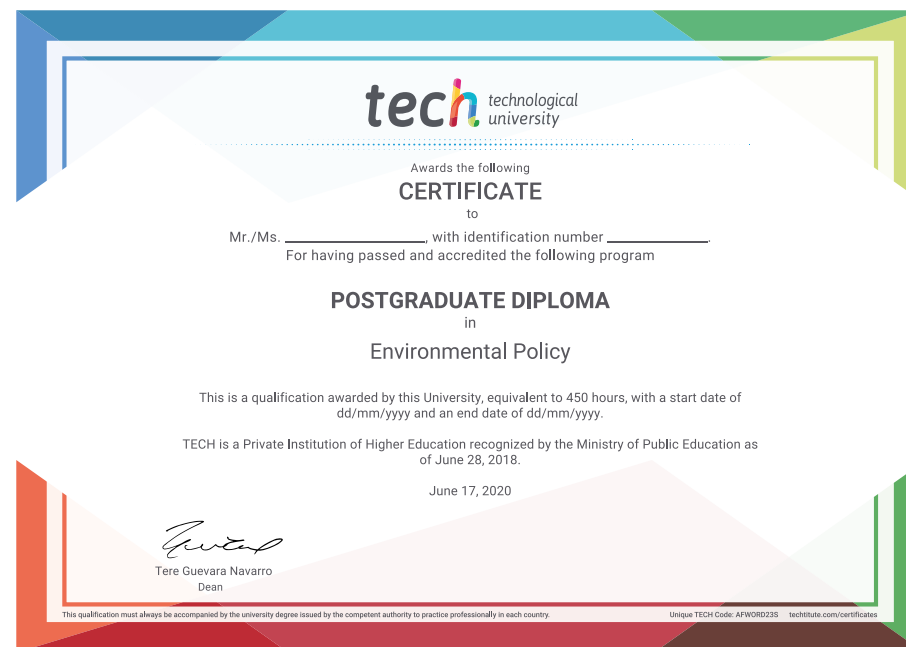 tech technological
university
Awards the following
CERTIFICATE
to
Mr./Ms. ____________, with identification number ____________.
For having passed and accredited the following program
POSTGRADUATE DIPLOMA
in
Environmental Policy
This is a qualification awarded by this University, equivalent to 450 hours, with a start date of
dd/mm/yyyy and an end date of dd/mm/yyyy.
TECH is a Private Institution of Higher Education recognized by the Ministry of Public Education as
of June 28, 2018.
June 17, 2020
Tere Guevara Navarro
Dean
This qualification must always be accompanied by the university degree issued by the competent authority to practice professionally in each country. Unique TECH Code: AFWORD23S techtitute.com/certificates